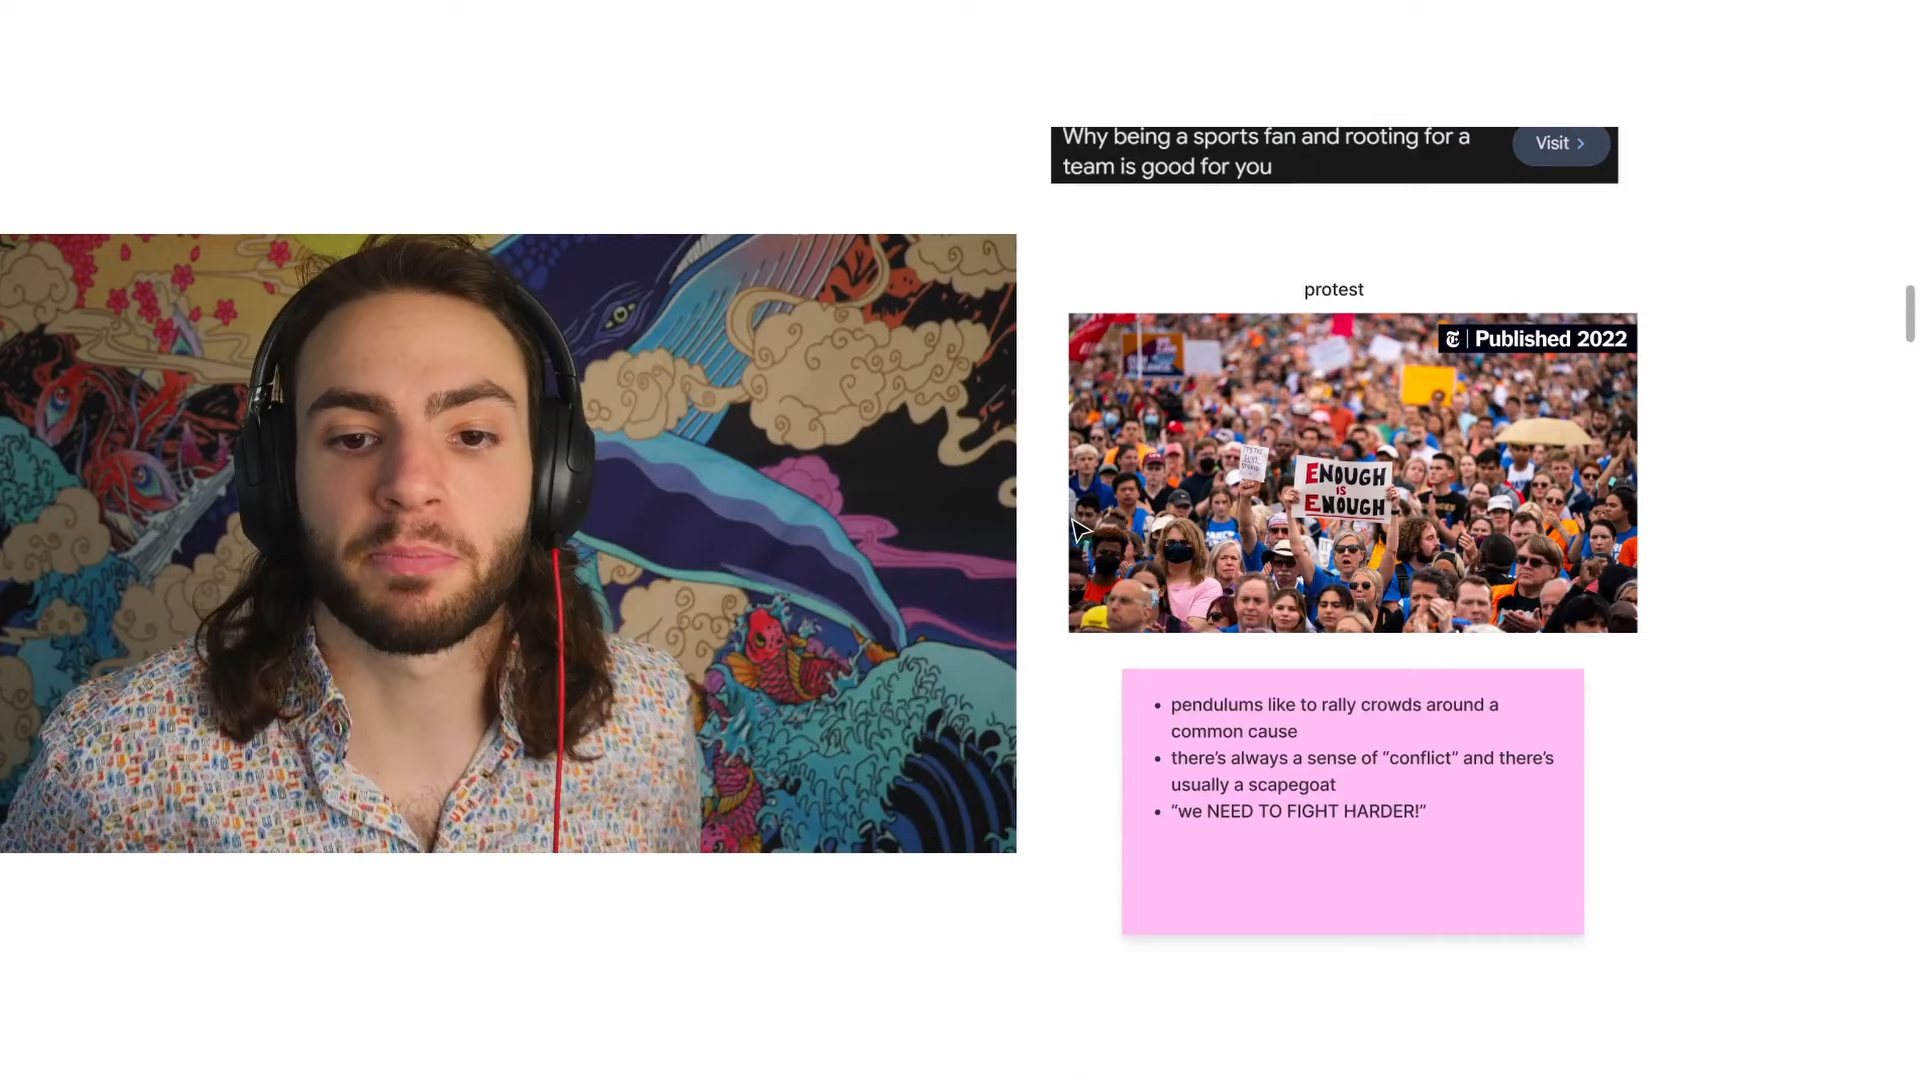 Why being a sports fan and rooting for a
team is good for you
Visit >
protest
Published 2022
ENOUGH
IS
ENOUGH
• pendulums like to rally crowds around a
common cause
• there’s always a sense of “conflict” and there’s
usually a scapegoat
• “we NEED TO FIGHT HARDER!”